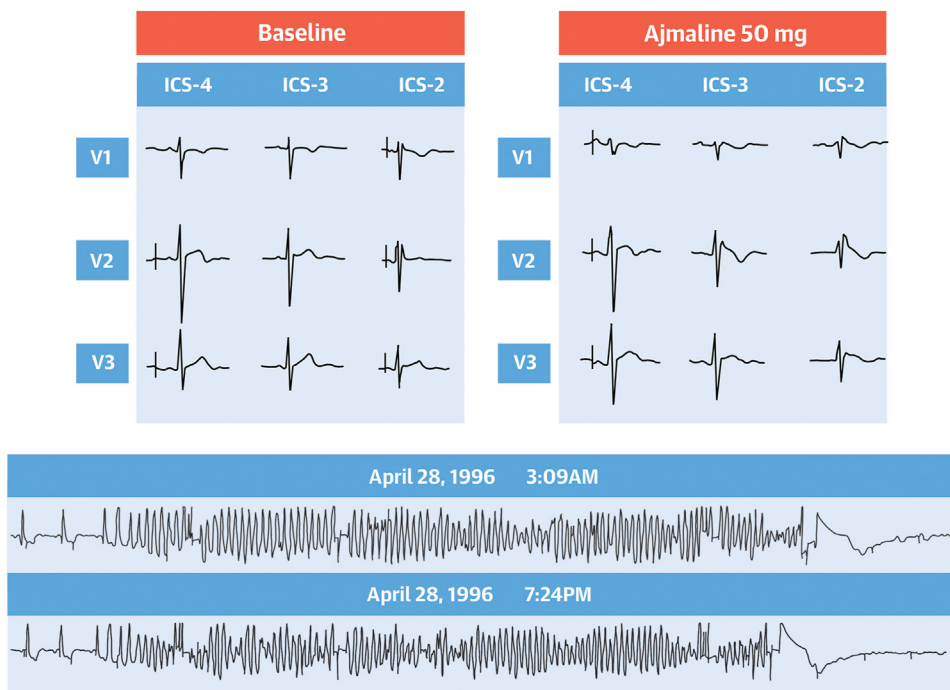 Baseline
ICS-4 ICS-3 ICS-2
V1
V2
V3
Ajmaline 50 mg
ICS-4 ICS-3 ICS-2
V1
V2
V3
April 28, 1996 3:09AM
April 28, 1996 7:24PM